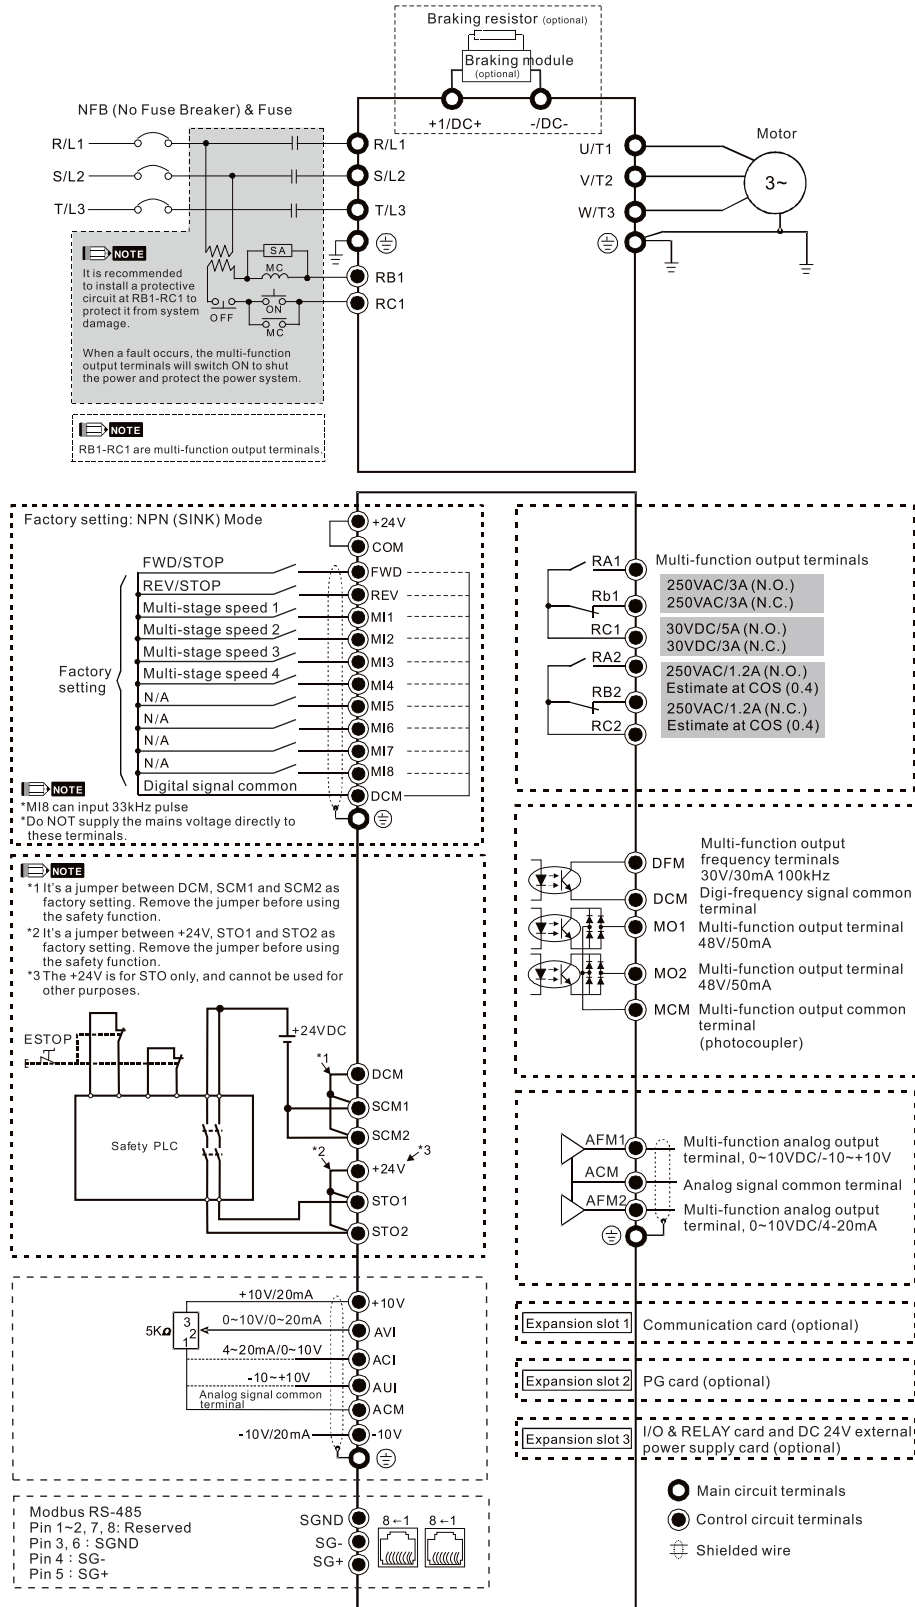 Braking resistor (optional)
Braking module
(optional)
NFB (No Fuse Breaker) & Fuse
+1/DC+
-/DC-
Motor
R/L1
R/L1
U/T1
S/L2
S/L2
V/T2
3~
T/L3
T/L3
W/T3
NOTE
It is recommended
to install a protective
circuit at RB1-RC1 to
protect it from system
damage.
SA
MC
RB1
ON
OFF
MC
RC1
When a fault occurs, the multi-function
output terminals will switch ON to shut
the power and protect the power system.
NOTE
RB1-RC1 are multi-function output terminals.
Factory setting: NPN (SINK) Mode
+24V
COM
FWD/STOP
FWD
REV/STOP
REV
Multi-stage speed 1
MI1
Multi-stage speed 2
MI2
Multi-stage speed 3
MI3
Multi-stage speed 4
MI4
Factory
setting
N/A
MI5
N/A
MI6
N/A
MI7
N/A
MI8
Digital signal common
DCM
NOTE
*MI8 can input 33kHz pulse
*Do NOT supply the mains voltage directly to
these terminals.
RA1
Multi-function output terminals
250VAC/3A (N.O.)
250VAC/3A (N.C.)
Rb1
RC1
30VDC/5A (N.O.)
30VDC/3A (N.C.)
RA2
250VAC/1.2A (N.O.)
Estimate at COS (0.4)
RB2
250VAC/1.2A (N.C.)
Estimate at COS (0.4)
RC2
NOTE
*1 It's a jumper between DCM, SCM1 and SCM2 as
factory setting. Remove the jumper before using
the safety function.
*2 It's a jumper between +24V, STO1 and STO2 as
factory setting. Remove the jumper before using
the safety function.
*3 The +24V is for STO only, and cannot be used for
other purposes.
ESTOP
+24VDC
*1
DCM
SCM1
SCM2
Safety PLC
*2
*3
+24V
STO1
STO2
DFM
Multi-function output
frequency terminals
30V/30mA 100kHz
DCM
Digi-frequency signal common
terminal
MO1
Multi-function output terminal
48V/50mA
MO2
Multi-function output terminal
48V/50mA
MCM
Multi-function output common
terminal
(photocoupler)
AFM1
Multi-function analog output
terminal, 0~10VDC/-10~+10V
ACM
Analog signal common terminal
AFM2
Multi-function analog output
terminal, 0~10VDC/4-20mA
+10V/20mA
+10V
5KΩ
3
2
1
0~10V/0~20mA
AVI
4~20mA/0~10V
ACI
-10~+10V
AUI
Analog signal common
terminal
ACM
-10V/20mA
-10V
Expansion slot 1
Communication card (optional)
Expansion slot 2
PG card (optional)
Expansion slot 3
I/O & RELAY card and DC 24V external
power supply card (optional)
Modbus RS-485
Pin 1~2, 7, 8: Reserved
Pin 3, 6 : SGND
Pin 4 : SG-
Pin 5 : SG+
SGND
SG-
SG+
8←1
8←1
Main circuit terminals
Control circuit terminals
Shielded wire